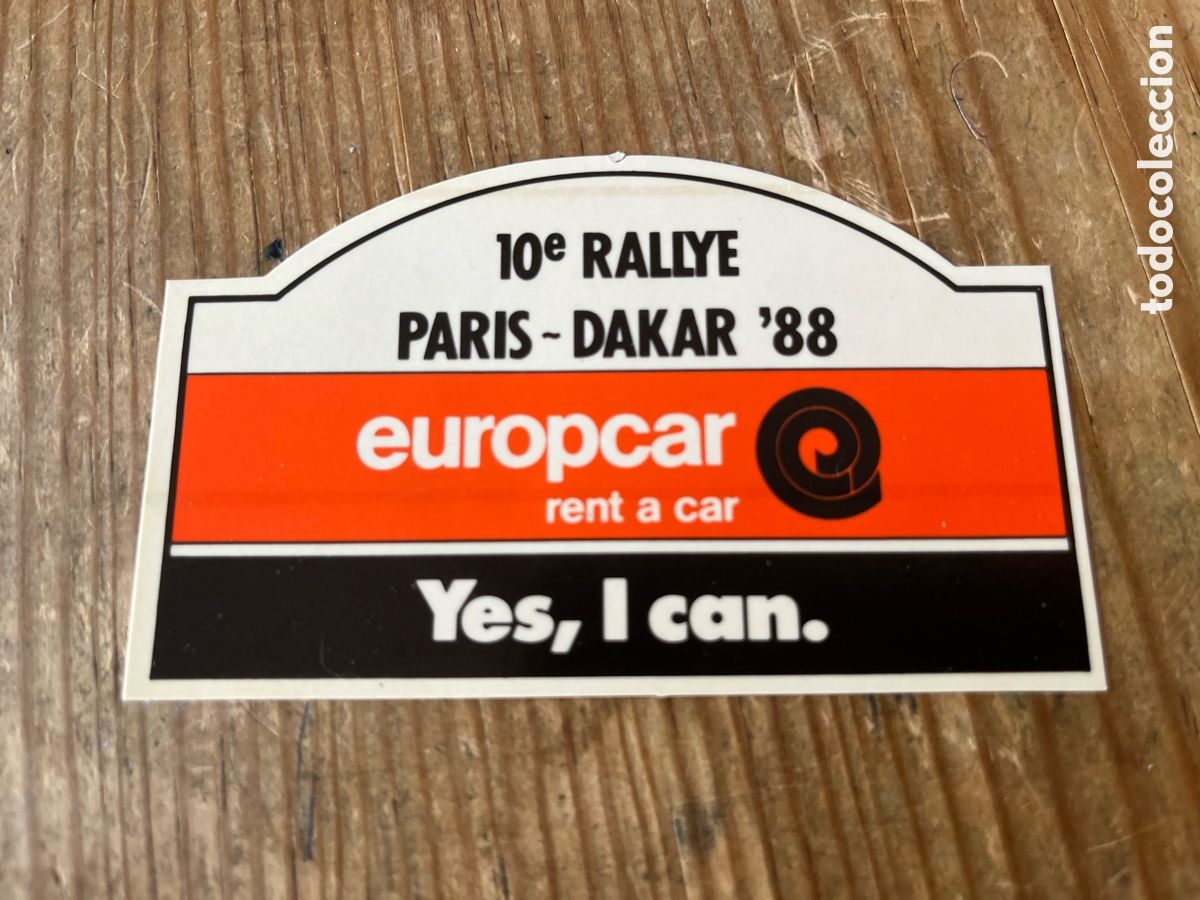 10e RALLYE
PARIS ~ DAKAR '88
europcar
rent a car
Yes, I can.
todocoleccion